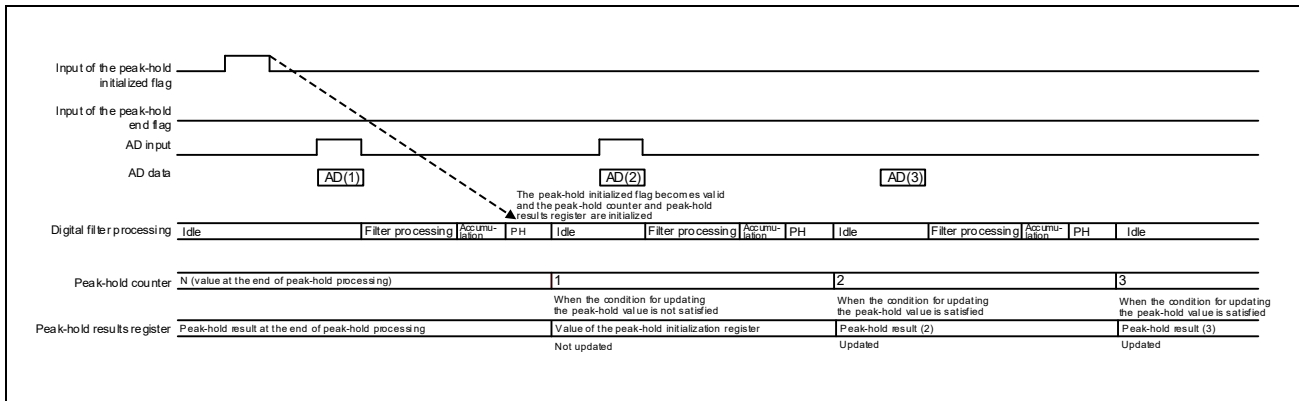 Input of the peak-hold
initialized flag
Input of the peak-hold
end flag
AD input
AD data
AD(1) AD(2) AD(3)
The peak-hold initialized flag becomes valid
and the peak-hold counter and peak-hold
results register are initialized
Digital filter processing Idle Filter processing Accumu-lation PH Idle Filter processing Accumu-lation PH Idle Filter processing Accumu-lation PH Idle
Peak-hold counter N (value at the end of peak-hold processing) 1 2 3
When the condition for updating
the peak-hold value is not satisfied
When the condition for updating
the peak-hold value is satisfied
When the condition for updating
the peak-hold value is satisfied
Peak-hold results register Peak-hold result at the end of peak-hold processing Value of the peak-hold initialization register Peak-hold result (2) Peak-hold result (3)
Not updated Updated Updated